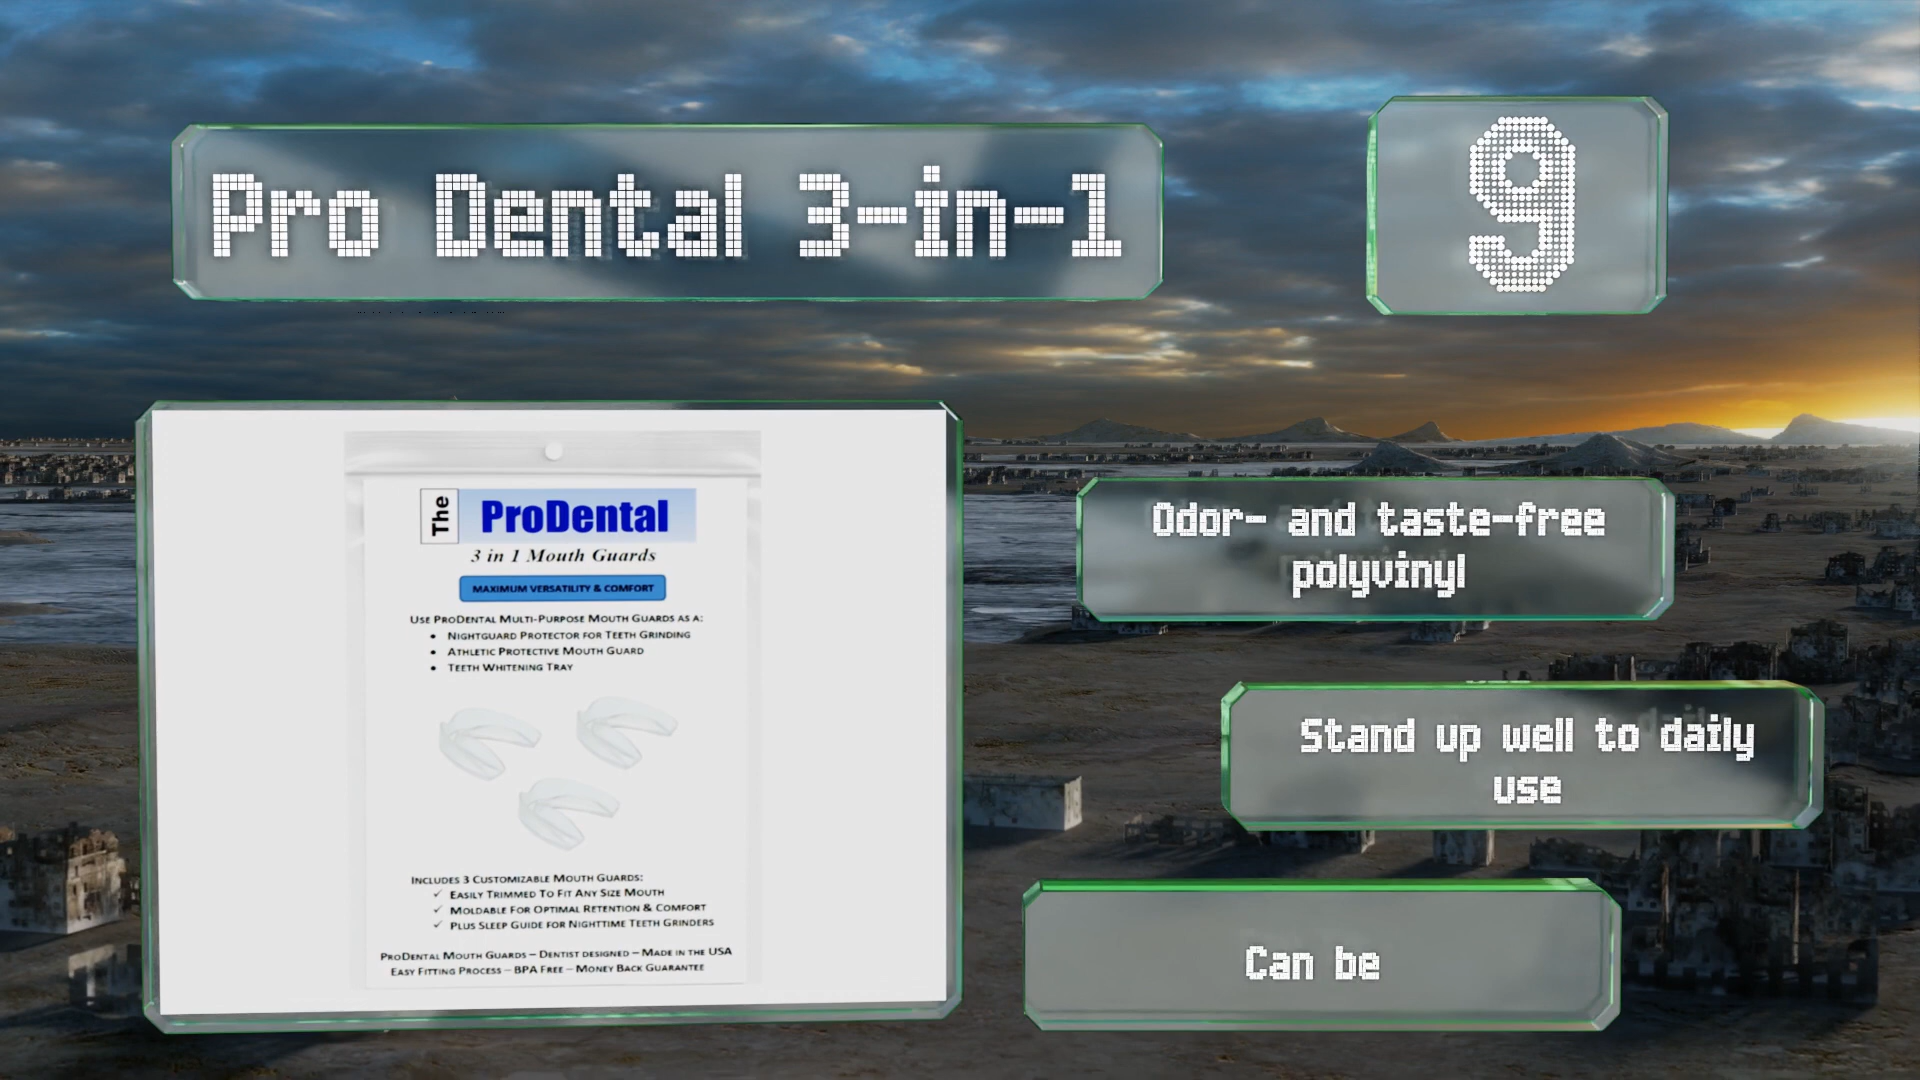 Pro Dental 3-in-1
9
The
ProDental
3 in 1 Mouth Guards
MAXIMUM VERSATILITY & COMFORT
USE PRODENTAL MULTI-PURPOSE MOUTH GUARDS AS A:
• NIGHTGUARD PROTECTOR FOR TEETH GRINDING
• ATHLETIC PROTECTIVE MOUTH GUARD
• TEETH WHITENING TRAY
INCLUDES 3 CUSTOMIZABLE MOUTH GUARDS:
✓ EASILY TRIMMED TO FIT ANY SIZE MOUTH
✓ MOLDABLE FOR OPTIMAL RETENTION & COMFORT
✓ PLUS SLEEP GUIDE FOR NIGHTTIME TEETH GRINDERS
PRODENTAL MOUTH GUARDS – DENTIST DESIGNED – MADE IN THE USA
EASY FITTING PROCESS – BPA FREE – MONEY BACK GUARANTEE
Odor- and taste-free
polyvinyl
Stand up well to daily
use
Can be